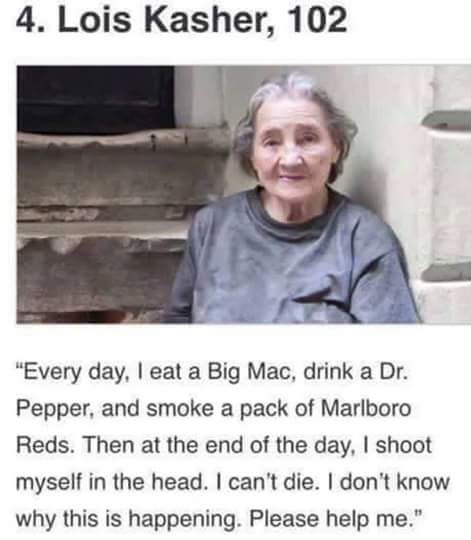 4. Lois Kasher, 102
“Every day, I eat a Big Mac, drink a Dr.
Pepper, and smoke a pack of Marlboro
Reds. Then at the end of the day, I shoot
myself in the head. I can’t die. I don’t know
why this is happening. Please help me.”